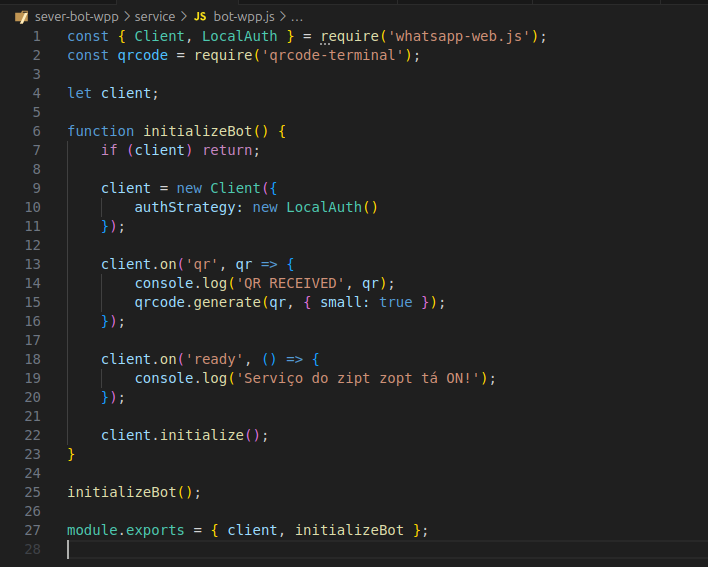 sever-bot-wpp > service > JS bot-wpp.js > ...
1 const { Client, LocalAuth } = require('whatsapp-web.js');
2 const qrcode = require('qrcode-terminal');
3
4 let client;
5
6 function initializeBot() {
7     if (client) return;
8
9     client = new Client({
10         authStrategy: new LocalAuth()
11     });
12
13     client.on('qr', qr => {
14         console.log('QR RECEIVED', qr);
15         qrcode.generate(qr, { small: true });
16     });
17
18     client.on('ready', () => {
19         console.log('Serviço do zipt zopt tá ON!');
20     });
21
22     client.initialize();
23 }
24
25 initializeBot();
26
27 module.exports = { client, initializeBot };
28